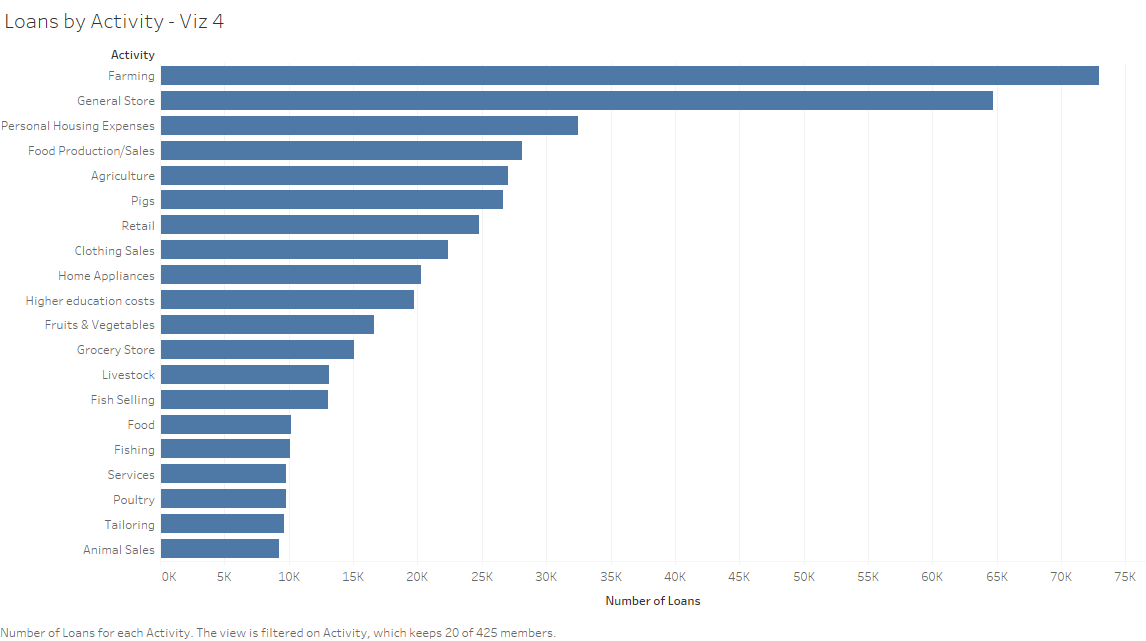 Loans by Activity - Viz 4
Activity
Farming
General Store
Personal Housing Expenses
Food Production/Sales
Agriculture
Pigs
Retail
Clothing Sales
Home Appliances
Higher education costs
Fruits & Vegetables
Grocery Store
Livestock
Fish Selling
Food
Fishing
Services
Poultry
Tailoring
Animal Sales
0K 5K 10K 15K 20K 25K 30K 35K 40K 45K 50K 55K 60K 65K 70K 75K
Number of Loans
Number of Loans for each Activity. The view is filtered on Activity, which keeps 20 of 425 members.